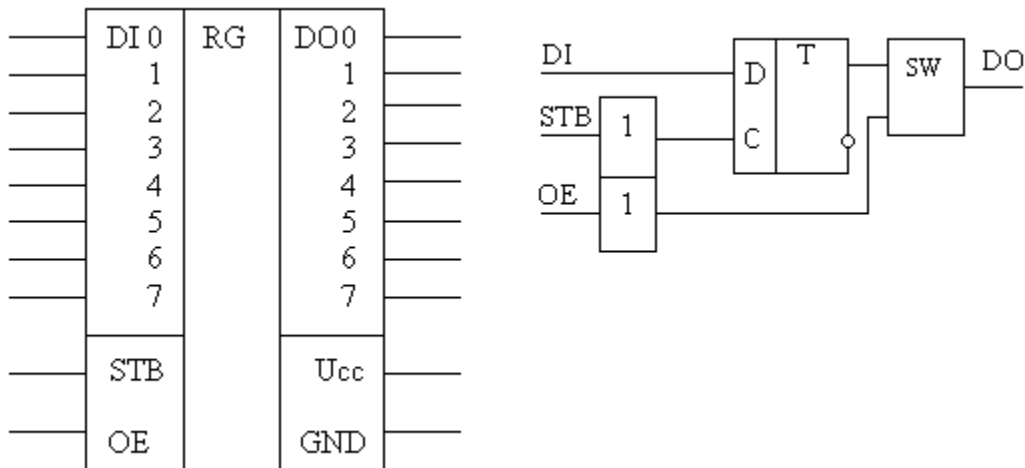 DI 0 RG DO0
1 1
2 2
3 3
4 4
5 5
6 6
7 7
STB Ucc
OE GND
DI D T SW DO
STB 1 C
OE 1